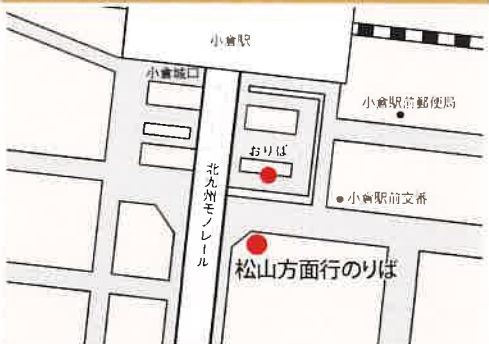 小倉駅
小倉城口
小倉駅前郵便局
おりば
北九州モノレール
小倉駅前交番
松山方面行のりば